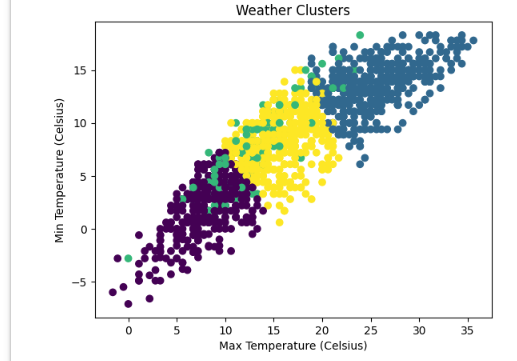 Weather Clusters
Min Temperature (Celsius)
15
10
5
0
−5
0 5 10 15 20 25 30 35
Max Temperature (Celsius)